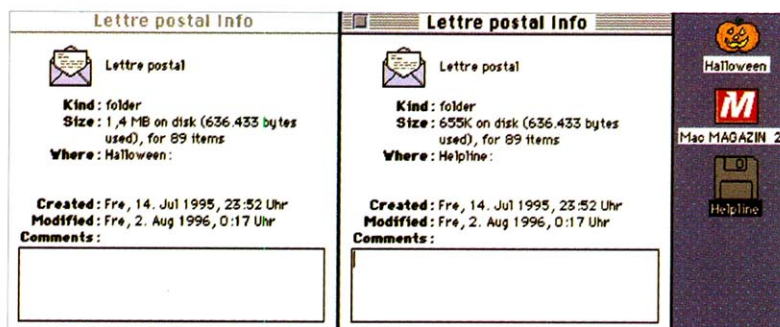 Lettre postal Info
Lettre postal
Kind: folder
Size: 1,4 MB on disk (636.433 bytes
used), for 89 items
Where: Halloween:
Created: Fre, 14. Jul 1995, 23:52 Uhr
Modified: Fre, 2. Aug 1996, 0:17 Uhr
Comments:
Lettre postal Info
Lettre postal
Kind: folder
Size: 655K on disk (636.433 bytes
used), for 89 items
Where: Helpline:
Created: Fre, 14. Jul 1995, 23:52 Uhr
Modified: Fre, 2. Aug 1996, 0:17 Uhr
Comments:
Halloween
M
Mac MAGAZIN 2
Helpline